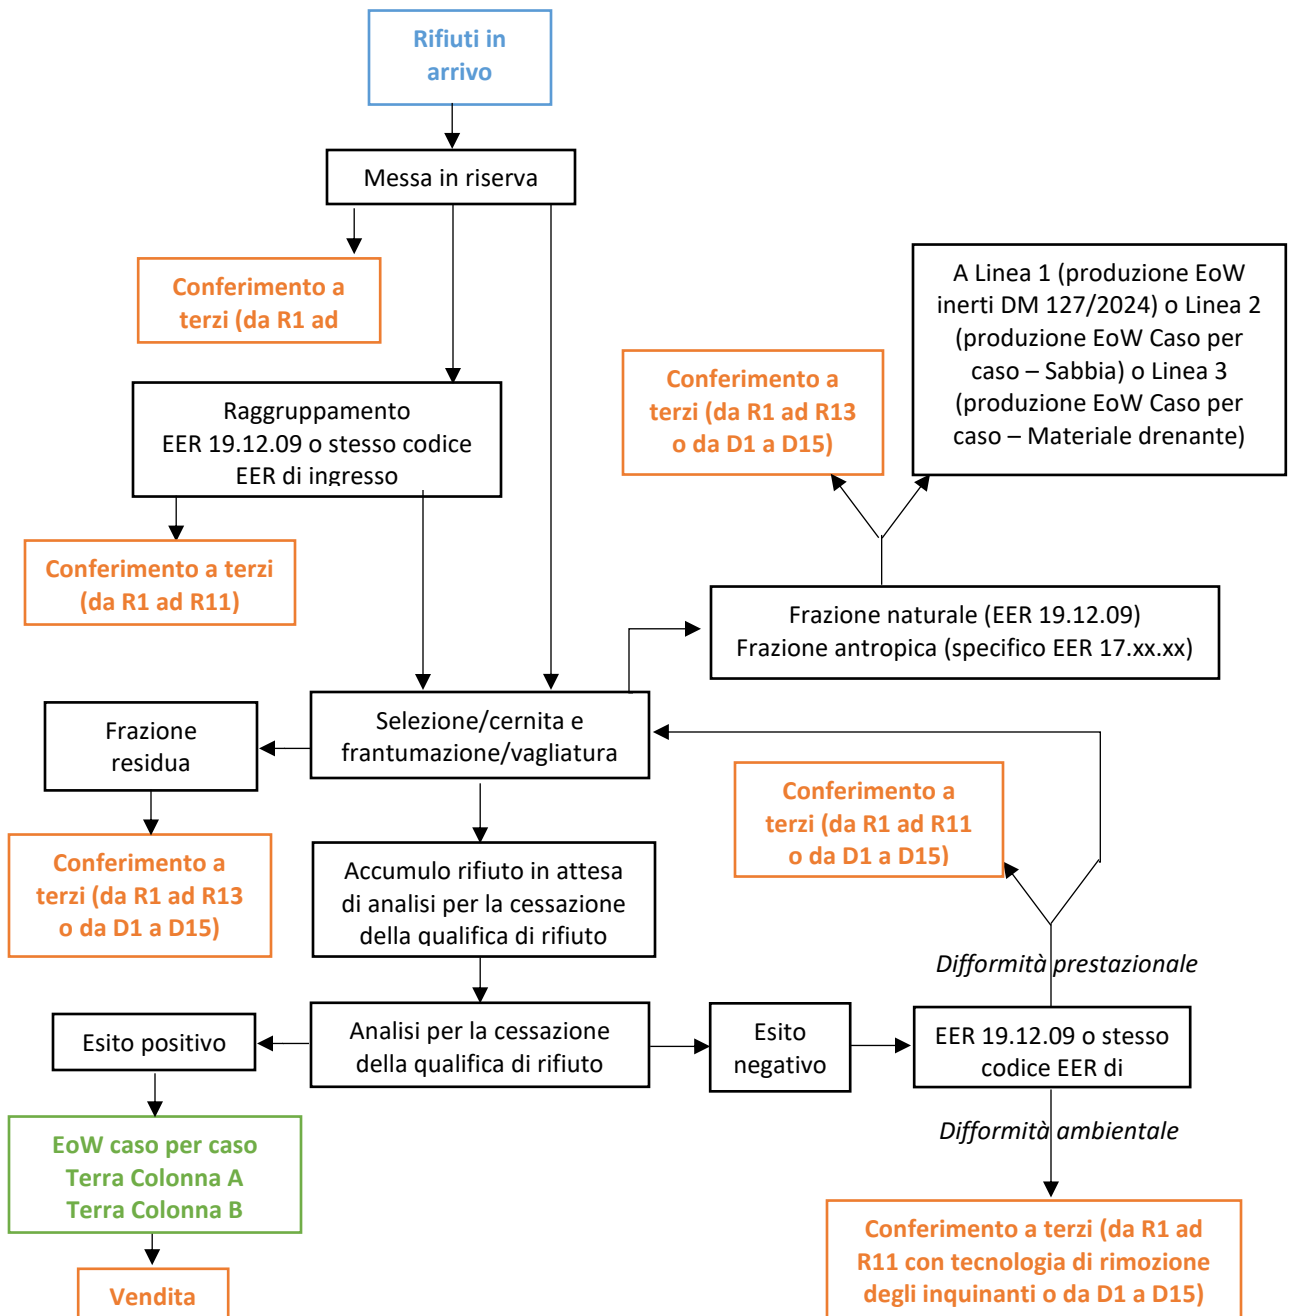 Rifiuti in
arrivo
Messa in riserva
Conferimento a
terzi (da R1 ad
A Linea 1 (produzione EoW
inerti DM 127/2024) o Linea 2
(produzione EoW Caso per
caso – Sabbia) o Linea 3
(produzione EoW Caso per
caso – Materiale drenante)
Conferimento a
terzi (da R1 ad R13
o da D1 a D15)
Raggruppamento
EER 19.12.09 o stesso codice
EER di ingresso
Conferimento a terzi
(da R1 ad R11)
Frazione naturale (EER 19.12.09)
Frazione antropica (specifico EER 17.xx.xx)
Selezione/cernita e
frantumazione/vagliatura
Frazione
residua
Conferimento a
terzi (da R1 ad R11
o da D1 a D15)
Conferimento a
terzi (da R1 ad R13
o da D1 a D15)
Accumulo rifiuto in attesa
di analisi per la cessazione
della qualifica di rifiuto
Difformità prestazionale
Esito positivo
Analisi per la cessazione
della qualifica di rifiuto
Esito
negativo
EER 19.12.09 o stesso
codice EER di
Difformità ambientale
EoW caso per caso
Terra Colonna A
Terra Colonna B
Vendita
Conferimento a terzi (da R1 ad
R11 con tecnologia di rimozione
degli inquinanti o da D1 a D15)